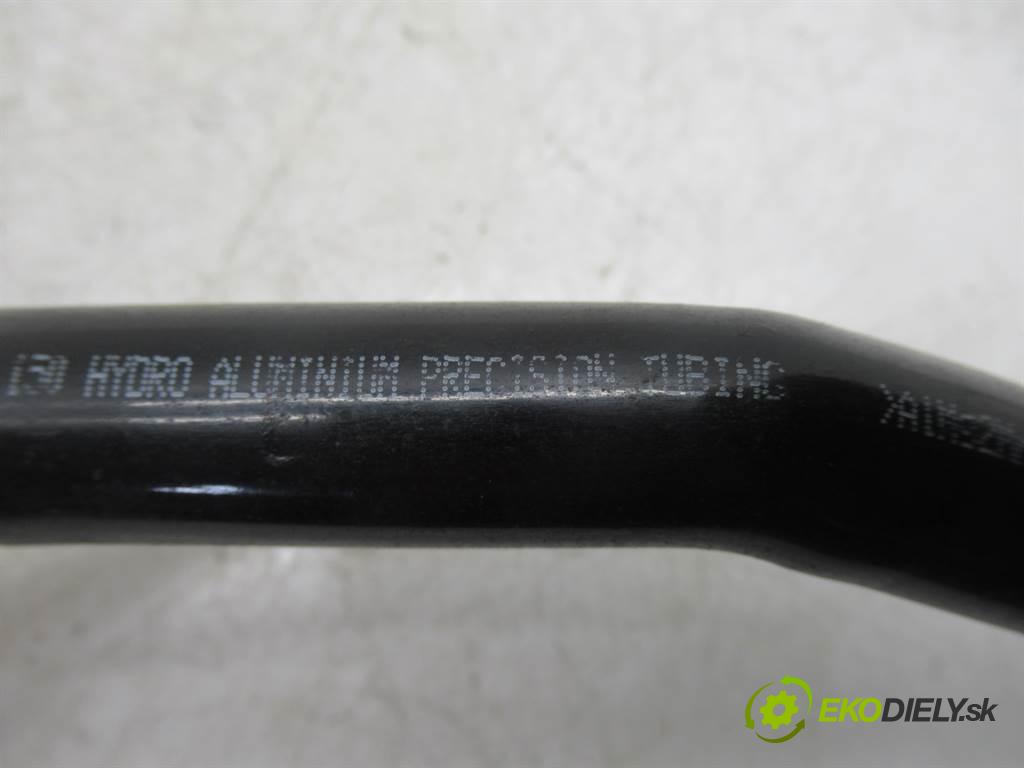 HYDRO ALUMINIUM PRECISION TUBING
EKODIELY.sk